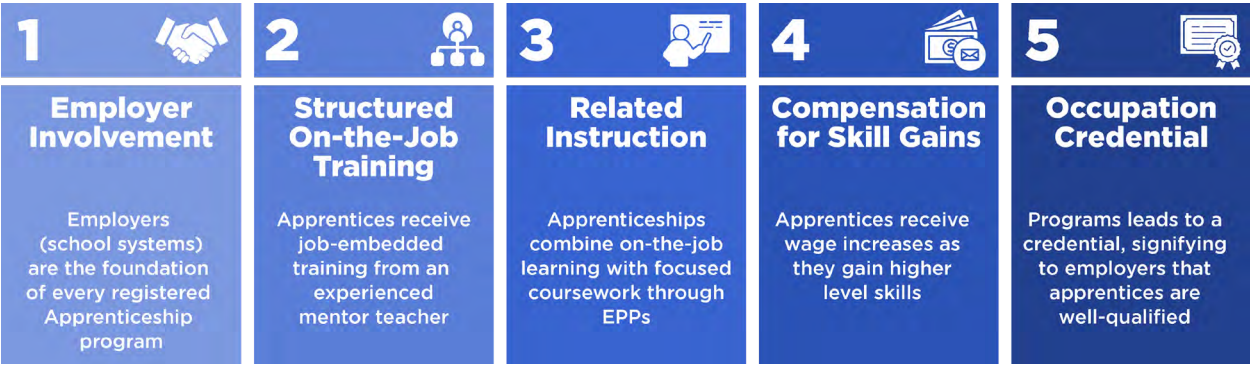 1
Employer
Involvement
Employers
(school systems)
are the foundation
of every registered
Apprenticeship
program
2
Structured
On-the-Job
Training
Apprentices receive
job-embedded
training from an
experienced
mentor teacher
3
Related
Instruction
Apprenticeships
combine on-the-job
learning with focused
coursework through
EPPs
4
Compensation
for Skill Gains
Apprentices receive
wage increases as
they gain higher
level skills
5
Occupation
Credential
Programs leads to a
credential, signifying
to employers that
apprentices are
well-qualified